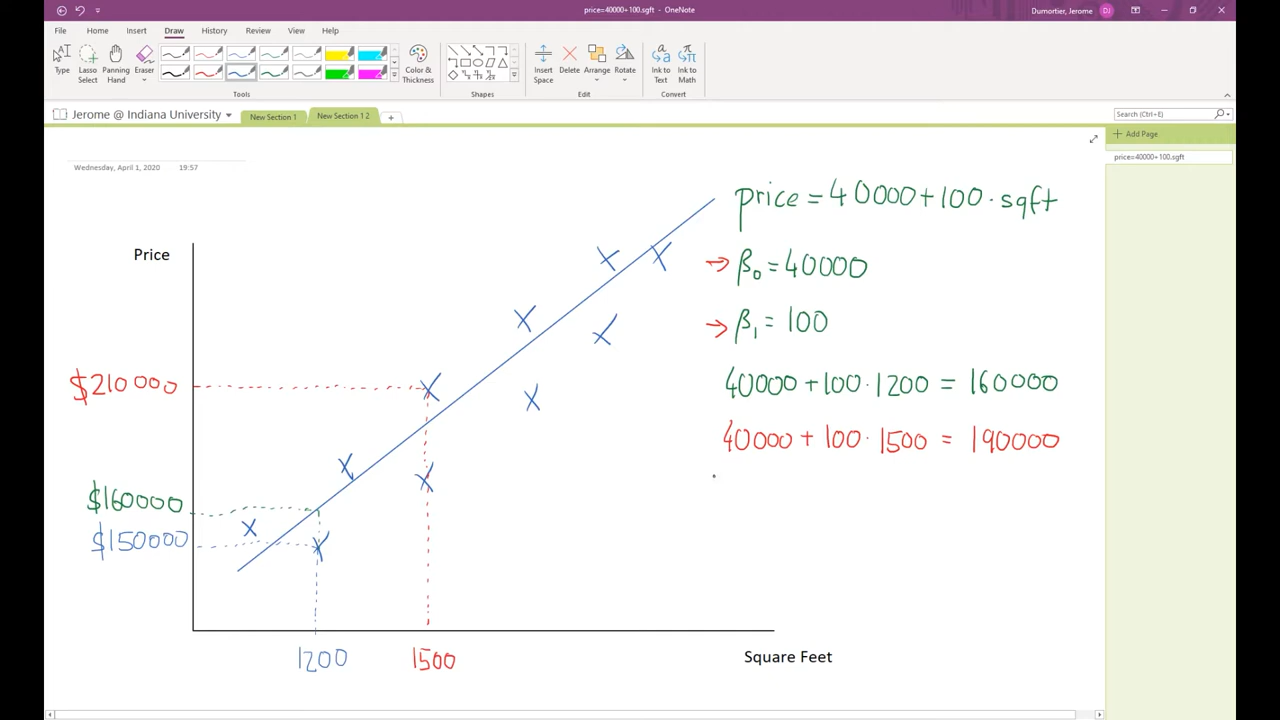 price=40000+100.sgft - OneNote
Dumortier, Jerome DJ
File Home Insert Draw History Review View Help
Type Lasso Select Panning Hand Eraser Color & Thickness Insert Space Delete Arrange Rotate Ink to Text Ink to Math
Tools Shapes Edit Convert
Jerome @ Indiana University New Section 1 New Section 1 2
Search (Ctrl+E)
Add Page
price=40000+100.sgft
Wednesday, April 1, 2020 19:57
price = 40000 + 100 · sqft
Price
→ β₀ = 40000
→ β₁ = 100
$210000
40000 + 100 · 1200 = 160000
40000 + 100 · 1500 = 190000
$160000
$150000
1200 1500
Square Feet